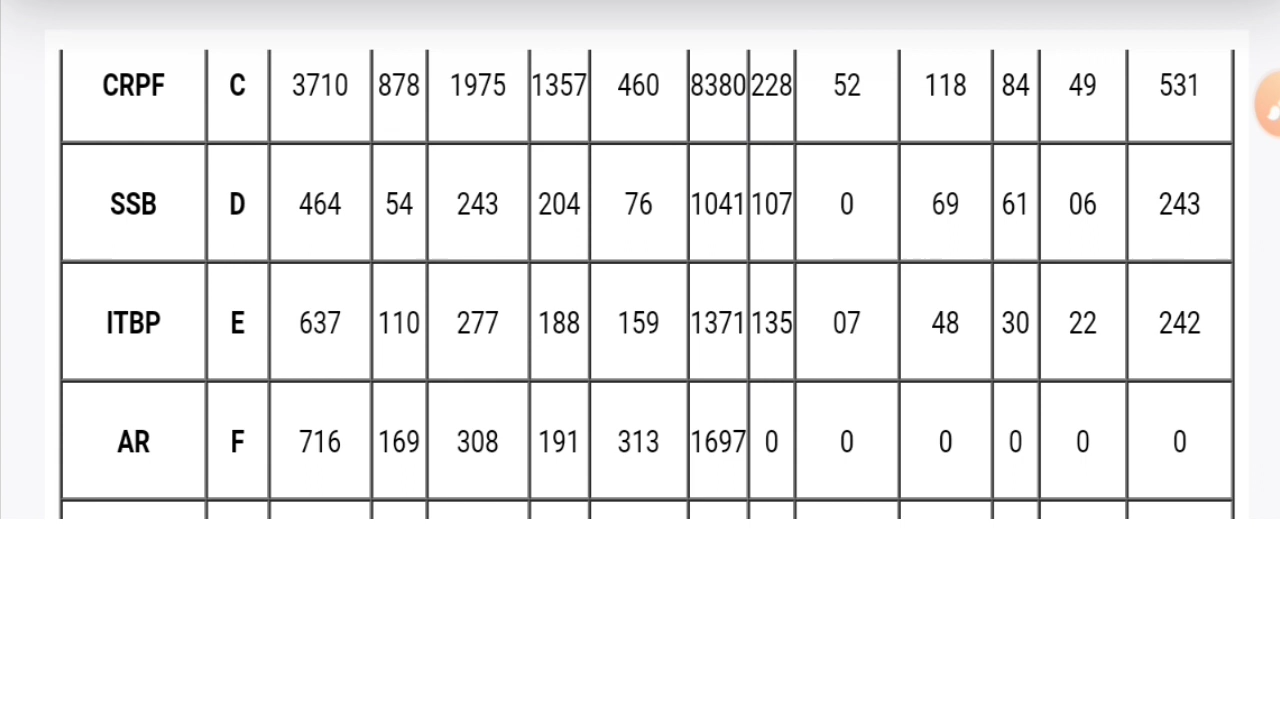 CRPF C 3710 878 1975 1357 460 8380 228 52 118 84 49 531
SSB D 464 54 243 204 76 1041 107 0 69 61 06 243
ITBP E 637 110 277 188 159 1371 135 07 48 30 22 242
AR F 716 169 308 191 313 1697 0 0 0 0 0 0